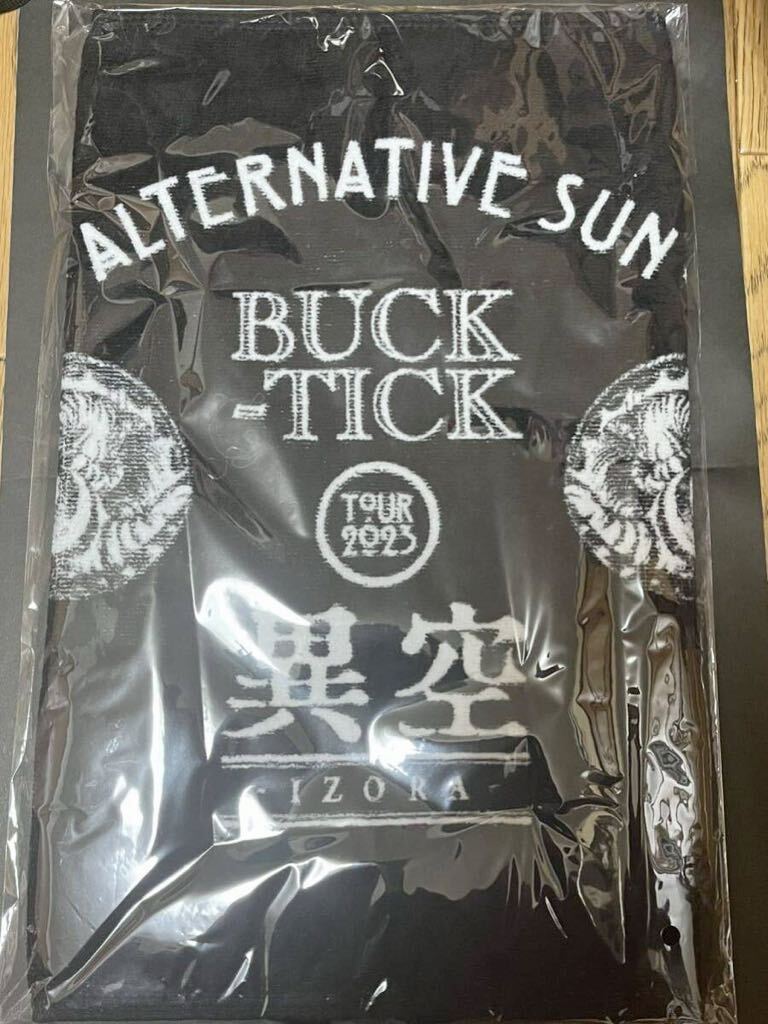 ALTERNATIVE SUN
BUCK
-TICK
TOUR
2023
異空
- IZORA -